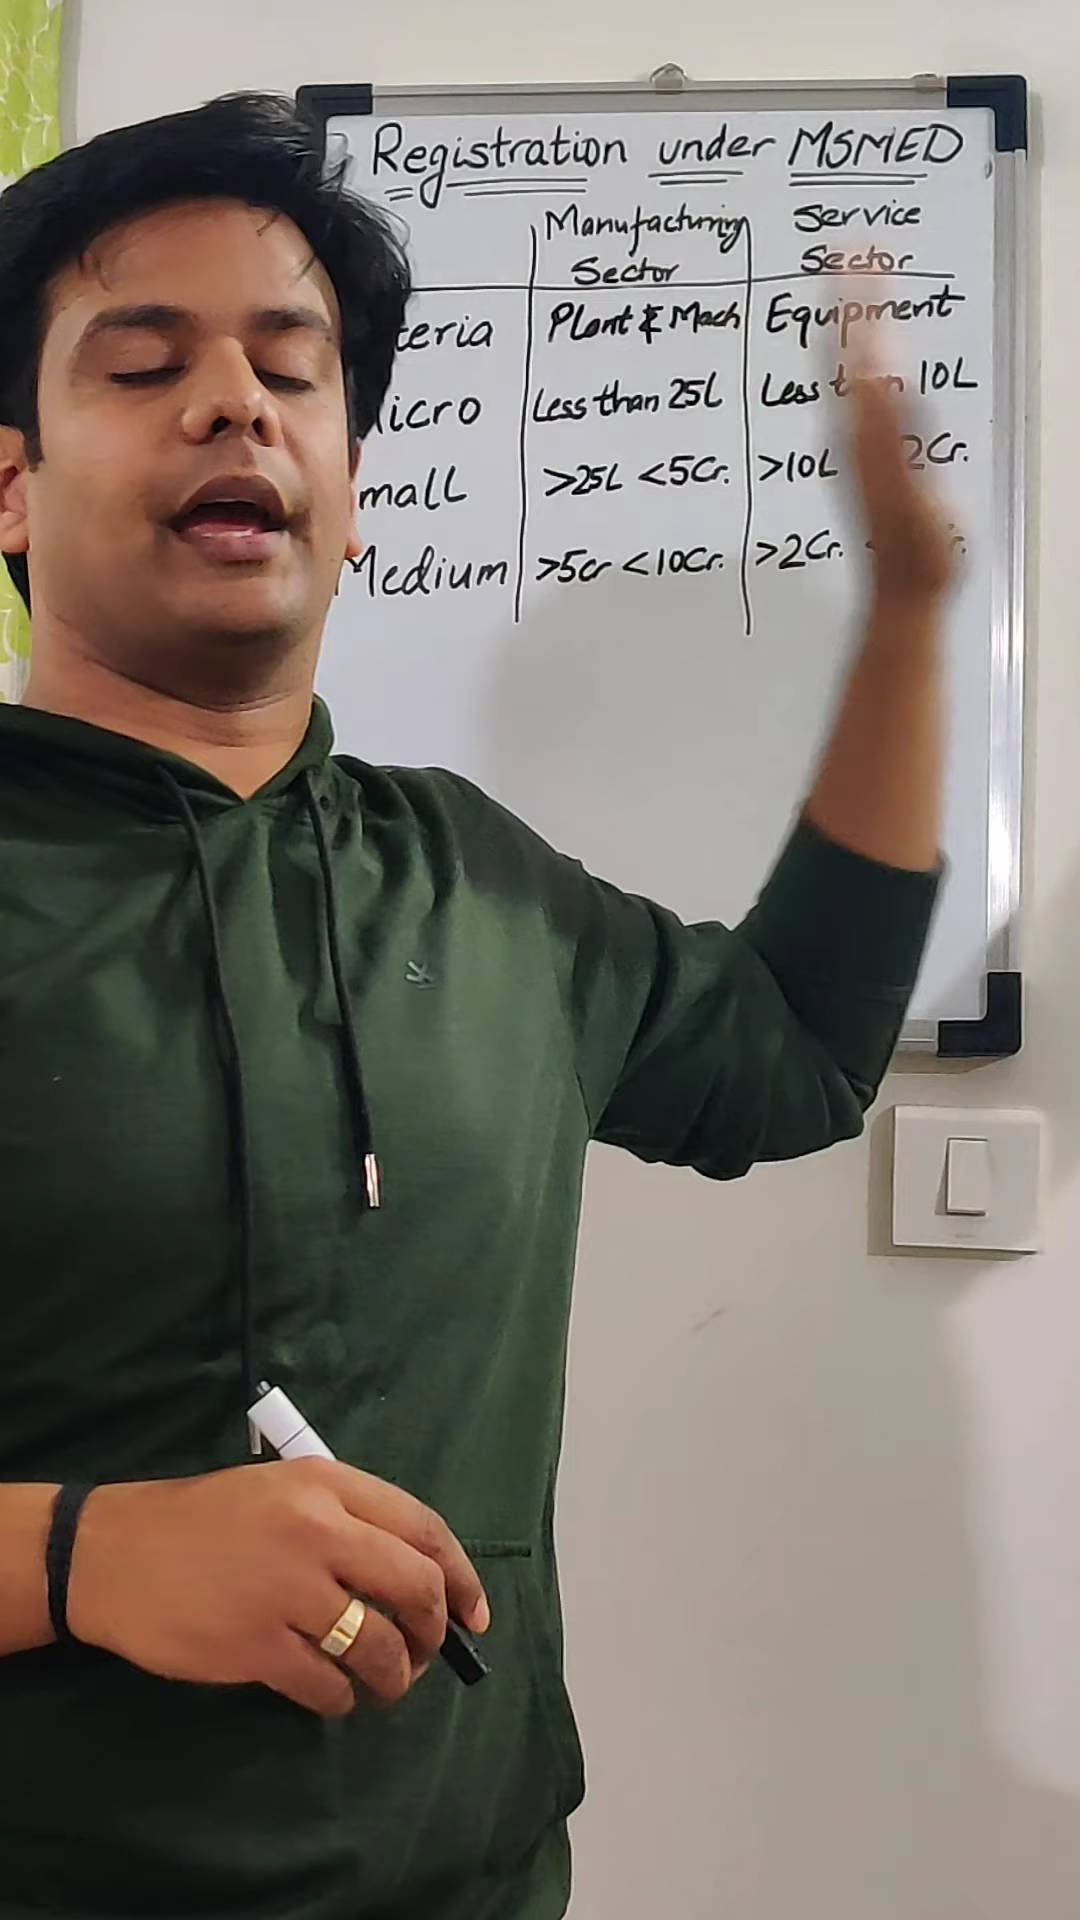 Registration under MSMED
Manufacturing Service
Sector Sector
teria Plant & Mach Equipment
icro Less than 25L Less 10L
mall >25L <5Cr. >10L 2Cr.
Medium >5Cr <10Cr. >2Cr.